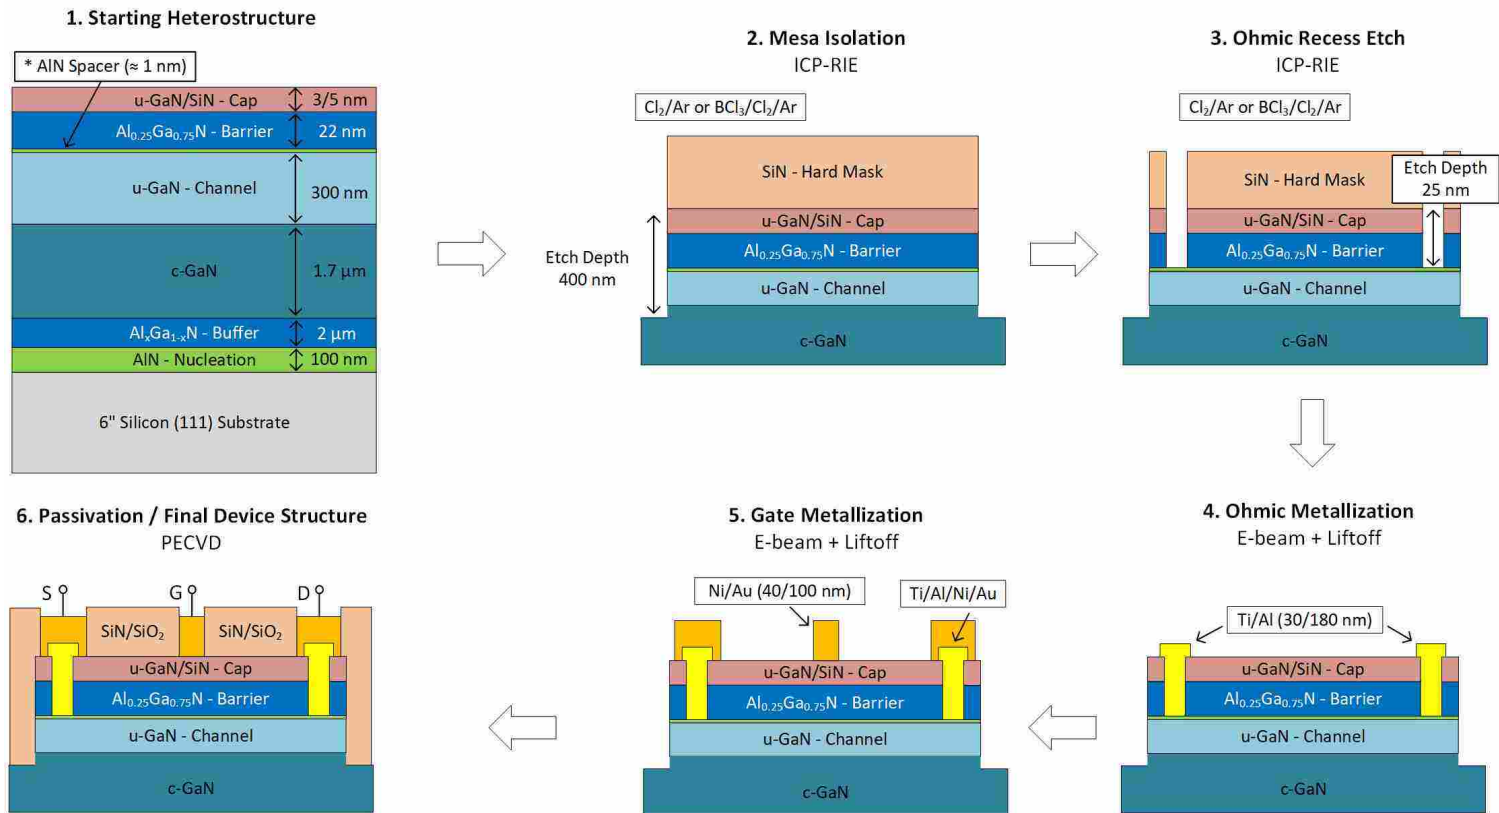 1. Starting Heterostructure
* AlN Spacer (≈ 1 nm)
u-GaN/SiN - Cap 3/5 nm
Al₀.₂₅Ga₀.₇₅N - Barrier 22 nm
u-GaN - Channel 300 nm
c-GaN 1.7 µm
AlₓGa₁₋ₓN - Buffer 2 µm
AlN - Nucleation 100 nm
6" Silicon (111) Substrate
2. Mesa Isolation
ICP-RIE
Cl₂/Ar or BCl₃/Cl₂/Ar
SiN - Hard Mask
u-GaN/SiN - Cap
Al₀.₂₅Ga₀.₇₅N - Barrier
u-GaN - Channel
c-GaN
Etch Depth
400 nm
3. Ohmic Recess Etch
ICP-RIE
Cl₂/Ar or BCl₃/Cl₂/Ar
SiN - Hard Mask
Etch Depth
25 nm
u-GaN/SiN - Cap
Al₀.₂₅Ga₀.₇₅N - Barrier
u-GaN - Channel
c-GaN
4. Ohmic Metallization
E-beam + Liftoff
Ti/Al (30/180 nm)
u-GaN/SiN - Cap
Al₀.₂₅Ga₀.₇₅N - Barrier
u-GaN - Channel
c-GaN
5. Gate Metallization
E-beam + Liftoff
Ni/Au (40/100 nm)
Ti/Al/Ni/Au
u-GaN/SiN - Cap
Al₀.₂₅Ga₀.₇₅N - Barrier
u-GaN - Channel
c-GaN
6. Passivation / Final Device Structure
PECVD
S G D
SiN/SiO₂ SiN/SiO₂
u-GaN/SiN - Cap
Al₀.₂₅Ga₀.₇₅N - Barrier
u-GaN - Channel
c-GaN